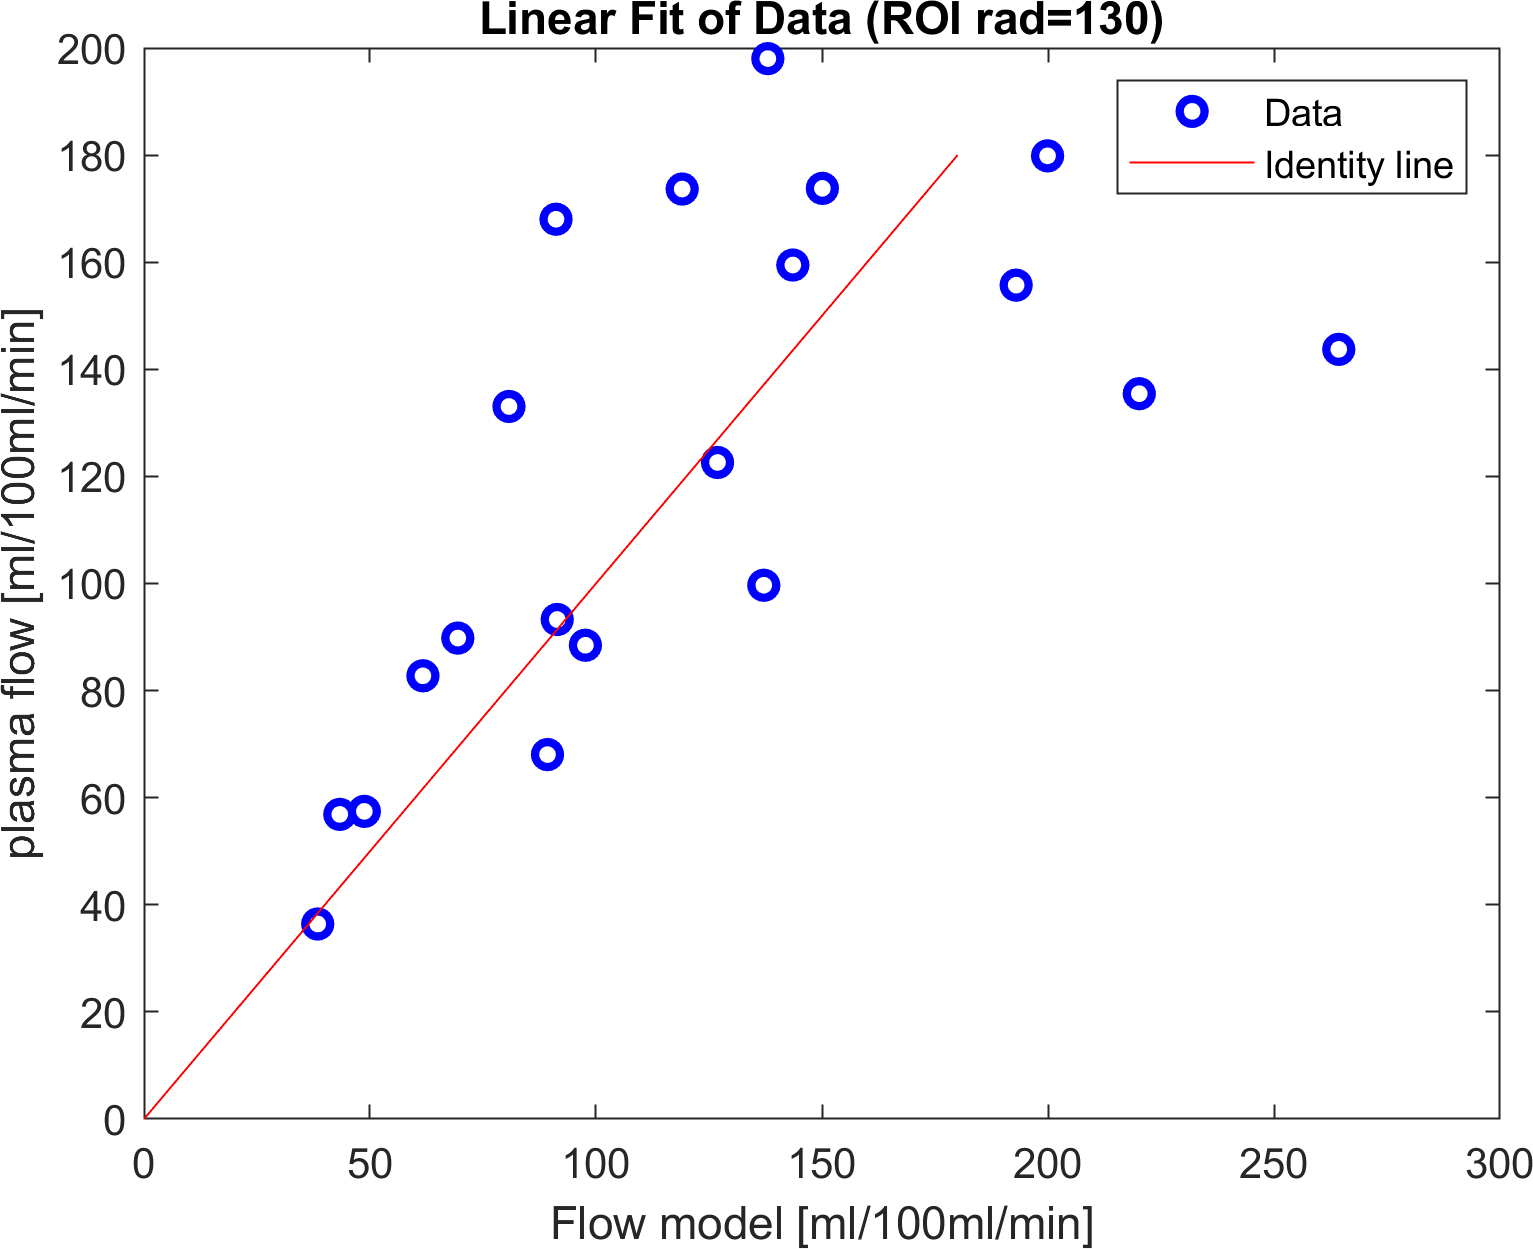 Linear Fit of Data (ROI rad=130)
200
180
160
140
120
100
80
60
40
20
0
plasma flow [ml/100ml/min]
Data
Identity line
0 50 100 150 200 250 300
Flow model [ml/100ml/min]